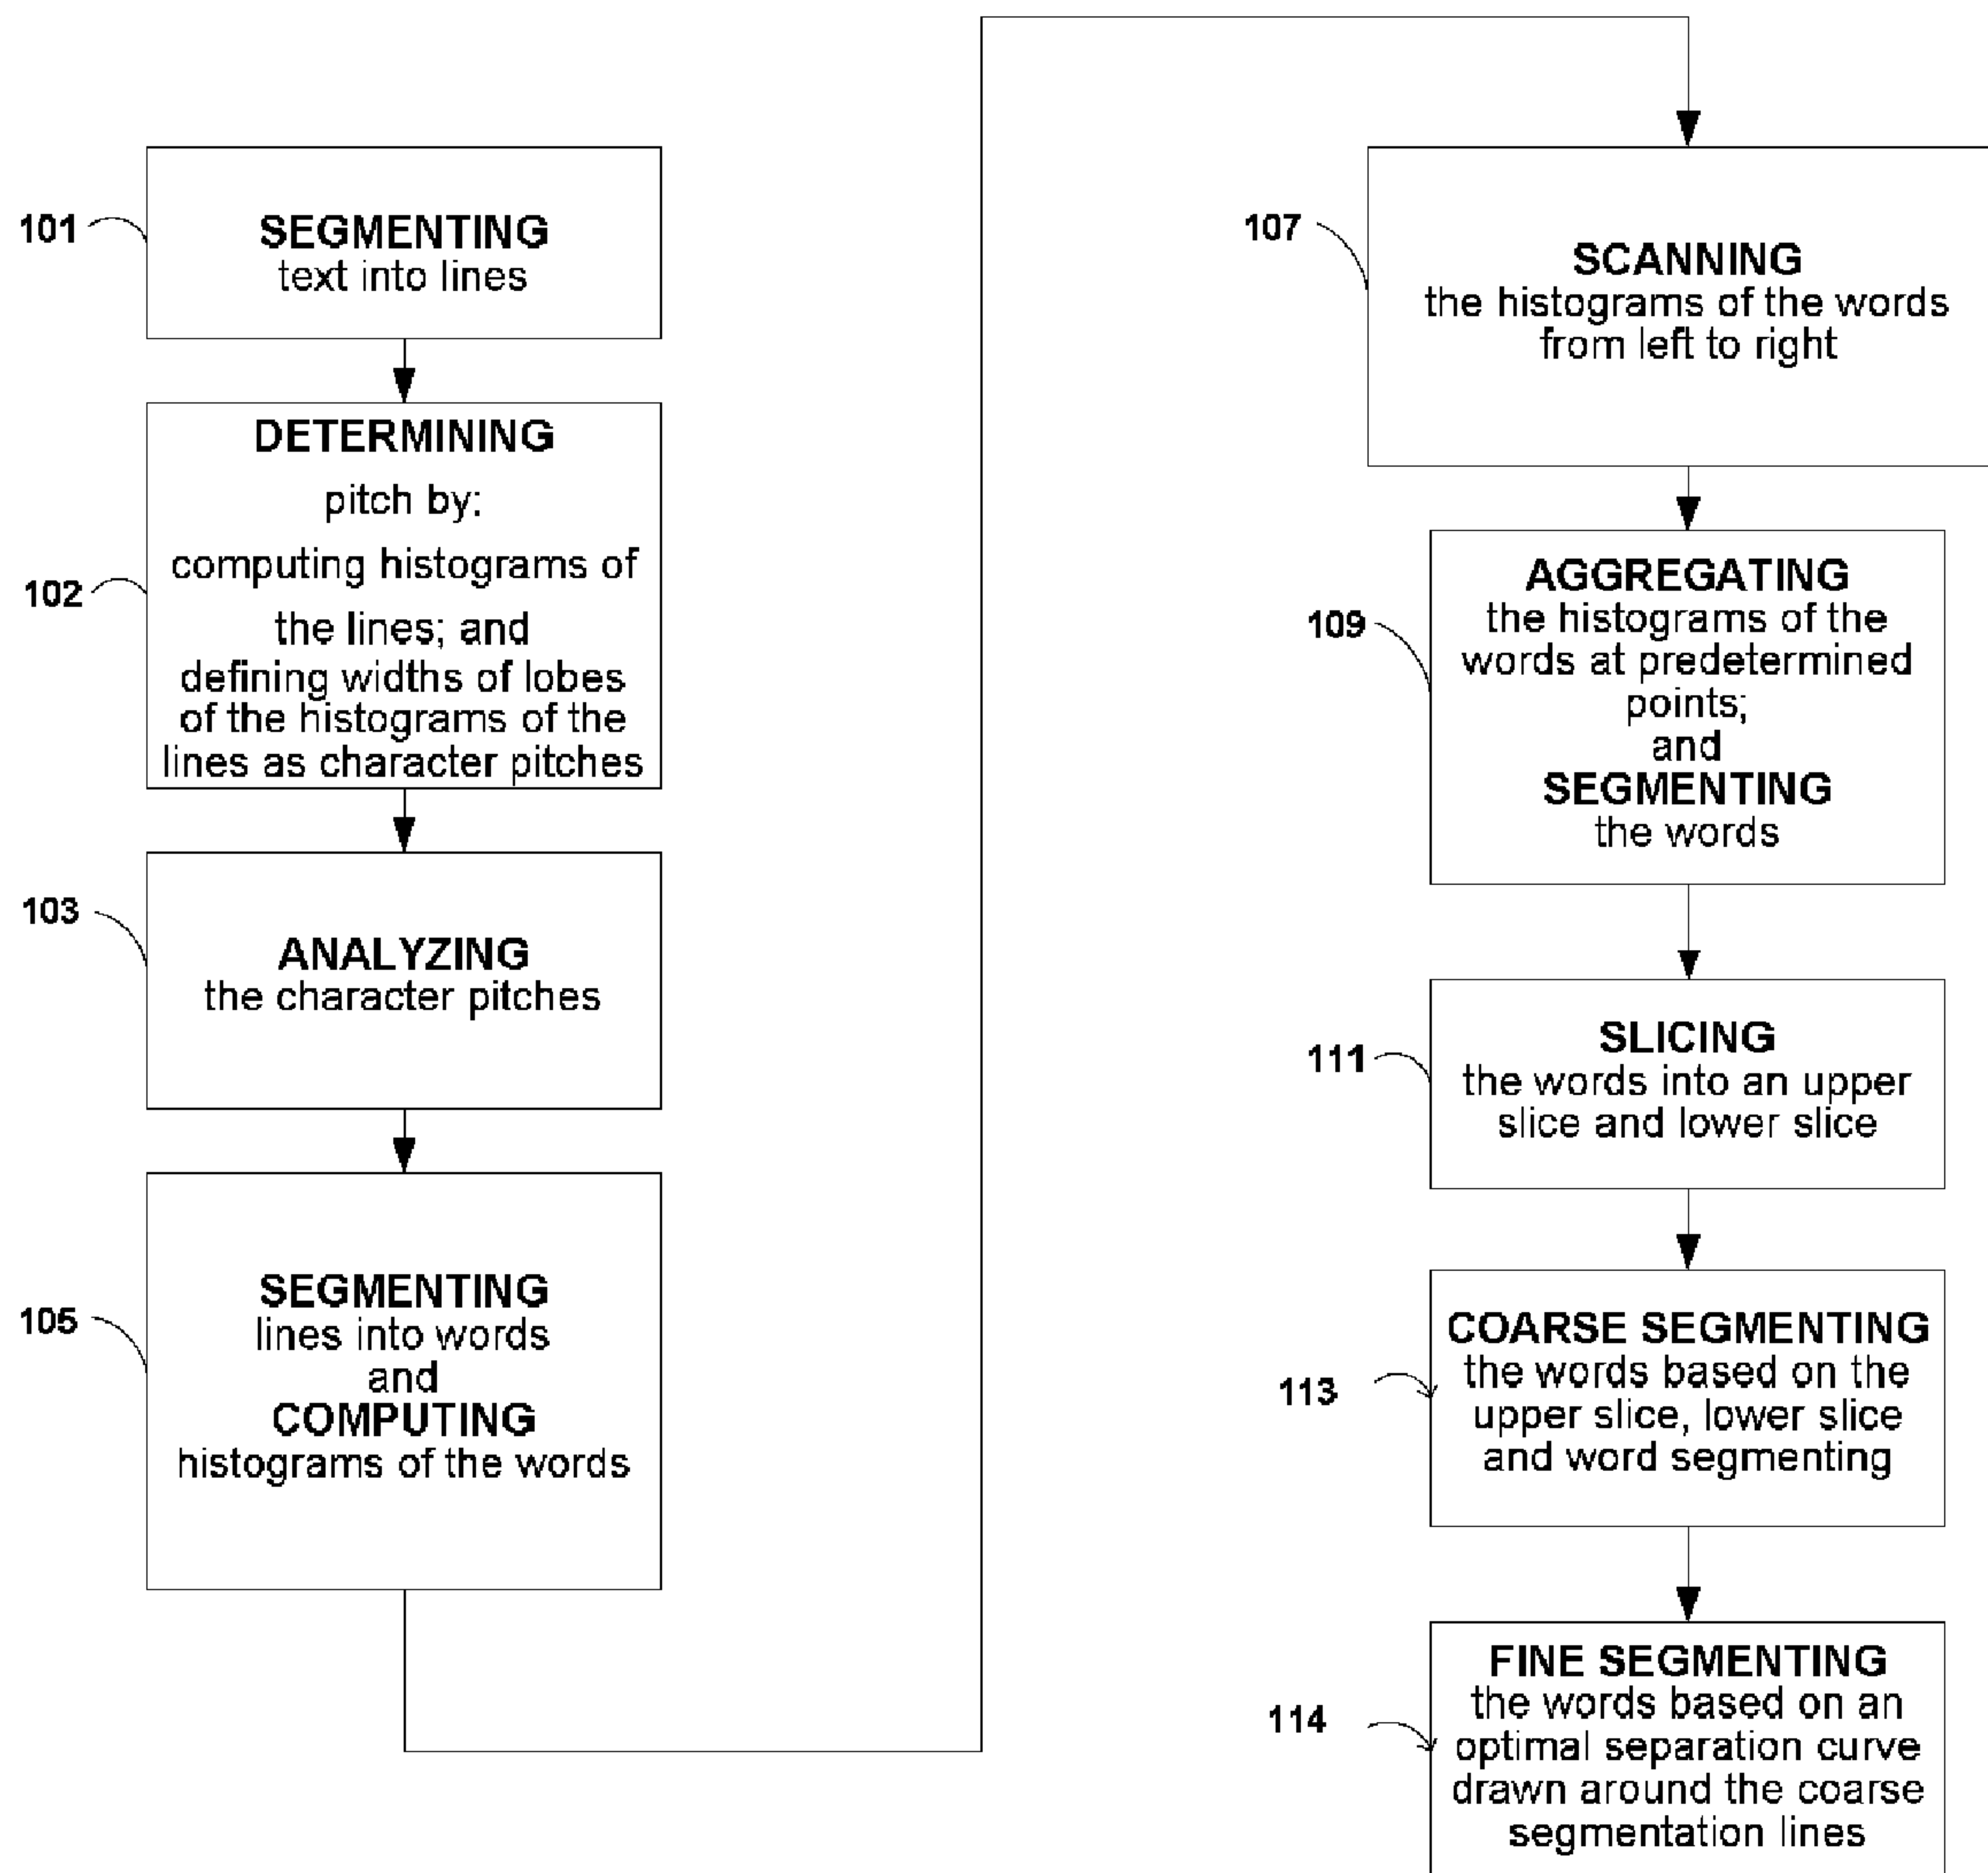 101
SEGMENTING
text into lines
102
DETERMINING
pitch by:
computing histograms of
the lines; and
defining widths of lobes
of the histograms of the
lines as character pitches
103
ANALYZING
the character pitches
105
SEGMENTING
lines into words
and
COMPUTING
histograms of the words
107
SCANNING
the histograms of the words
from left to right
109
AGGREGATING
the histograms of the
words at predetermined
points;
and
SEGMENTING
the words
111
SLICING
the words into an upper
slice and lower slice
113
COARSE SEGMENTING
the words based on the
upper slice, lower slice
and word segmenting
114
FINE SEGMENTING
the words based on an
optimal separation curve
drawn around the coarse
segmentation lines